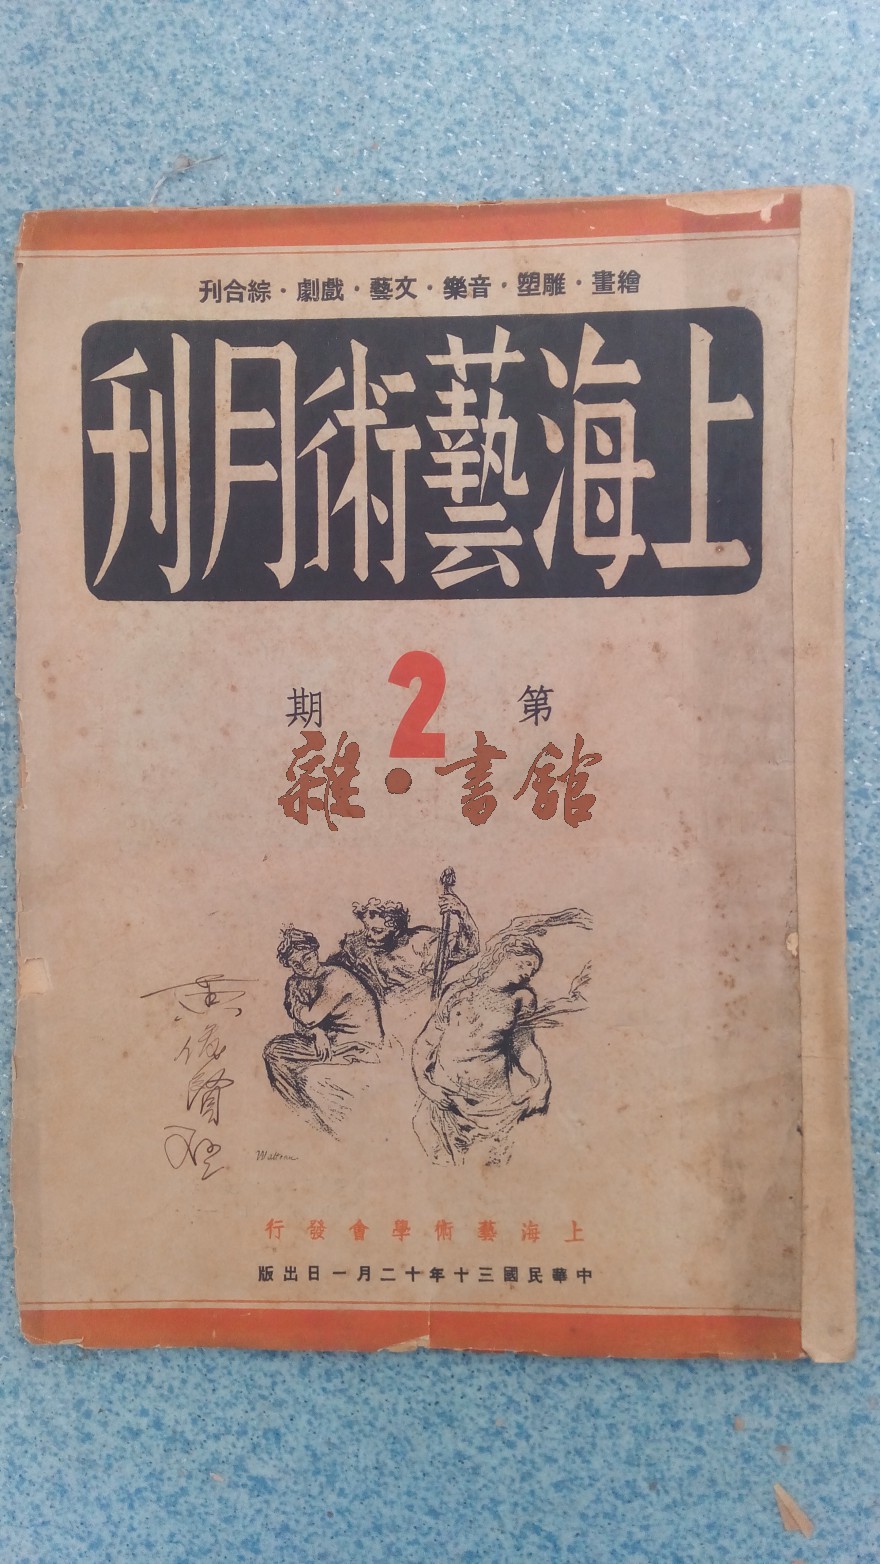 繪畫・雕塑・音樂・文藝・戲劇・綜合刊
上海藝術月刊
第2期
雜・書館
上海藝術學會發行
中華民國三十年十二月一日出版